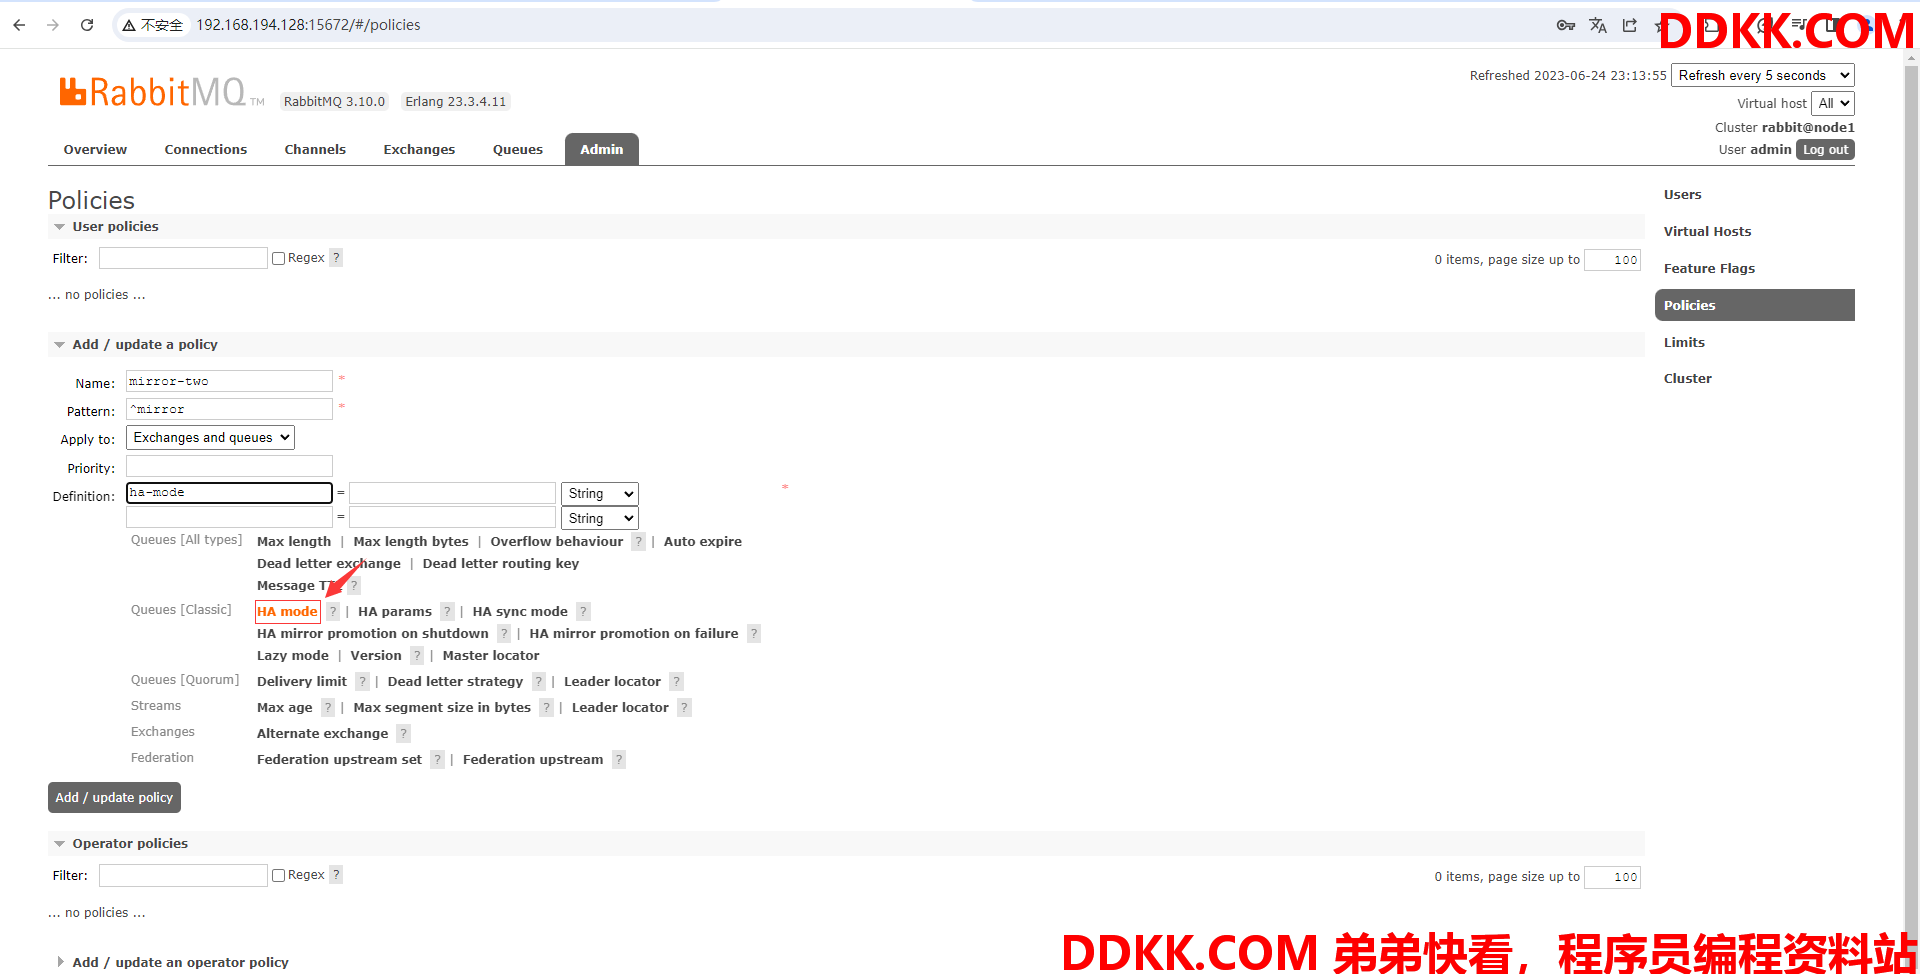 不安全 192.168.194.128:15672/#/policies
DDKK.COM
RabbitMQ TM RabbitMQ 3.10.0 Erlang 23.3.4.11
Refreshed 2023-06-24 23:13:55 Refresh every 5 seconds
Virtual host All
Cluster rabbit@node1
User admin Log out
Overview Connections Channels Exchanges Queues Admin
Users
Virtual Hosts
Feature Flags
Policies
Limits
Cluster
Policies
User policies
Filter: Regex ? 0 items, page size up to 100
... no policies ...
Add / update a policy
Name: mirror-two *
Pattern: ^mirror *
Apply to: Exchanges and queues
Priority:
Definition: ha-mode = String *
= String
Queues [All types] Max length | Max length bytes | Overflow behaviour ? | Auto expire
Dead letter exchange | Dead letter routing key
Message ?
Queues [Classic] HA mode ? | HA params ? | HA sync mode ?
HA mirror promotion on shutdown ? | HA mirror promotion on failure ?
Lazy mode | Version ? | Master locator
Queues [Quorum] Delivery limit ? | Dead letter strategy ? | Leader locator ?
Streams Max age ? | Max segment size in bytes ? | Leader locator ?
Exchanges Alternate exchange ?
Federation Federation upstream set ? | Federation upstream ?
Add / update policy
Operator policies
Filter: Regex ? 0 items, page size up to 100
... no policies ...
Add / update an operator policy
DDKK.COM 弟弟快看，程序员编程资料站